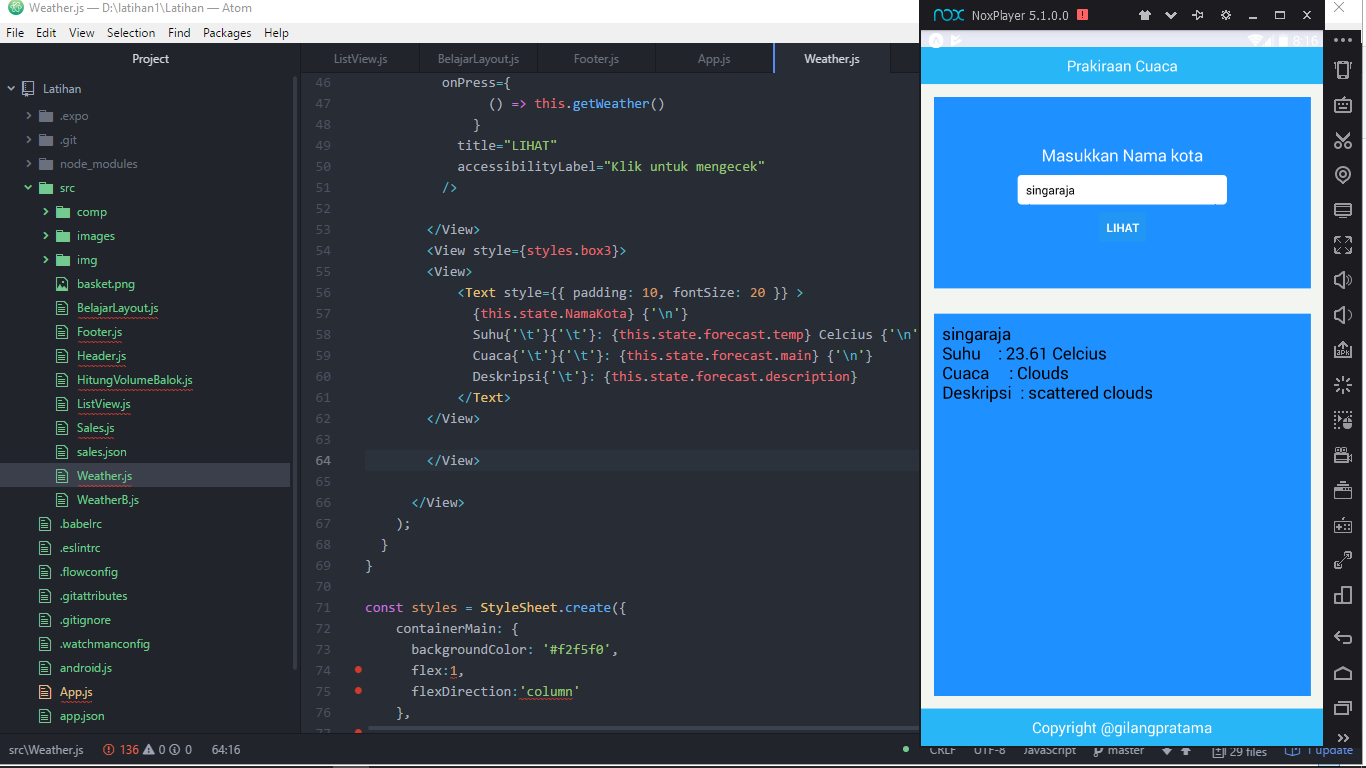 Weather.js — D:\latihan1\Latihan — Atom
File Edit View Selection Find Packages Help
Project
Latihan
.expo
.git
node_modules
src
comp
images
img
basket.png
BelajarLayout.js
Footer.js
Header.js
HitungVolumeBalok.js
ListView.js
Sales.js
sales.json
Weather.js
WeatherB.js
.babelrc
.eslintrc
.flowconfig
.gitattributes
.gitignore
.watchmanconfig
android.js
App.js
app.json
ListView.js BelajarLayout.js Footer.js App.js Weather.js
46 onPress={
47 () => this.getWeather()
48 }
49 title="LIHAT"
50 accessibilityLabel="Klik untuk mengecek"
51 />
52
53 </View>
54 <View style={styles.box3}>
55 <View>
56 <Text style={{ padding: 10, fontSize: 20 }} >
57 {this.state.NamaKota} {'\n'}
58 Suhu{'\t'}{'\t'}: {this.state.forecast.temp} Celcius {'\n'
59 Cuaca{'\t'}{'\t'}: {this.state.forecast.main} {'\n'}
60 Deskripsi{'\t'}: {this.state.forecast.description}
61 </Text>
62 </View>
63
64 </View>
65
66 </View>
67 );
68 }
69 }
70
71 const styles = StyleSheet.create({
72 containerMain: {
73 backgroundColor: '#f2f5f0',
74 flex:1,
75 flexDirection:'column'
76 },
77
src\Weather.js 136 0 0 64:16 CRLF UTF-8 JavaScript master 29 files 1 update
nox NoxPlayer 5.1.0.0
8:16
Prakiraan Cuaca
Masukkan Nama kota
singaraja
LIHAT
singaraja
Suhu : 23.61 Celcius
Cuaca : Clouds
Deskripsi : scattered clouds
Copyright @gilangpratama